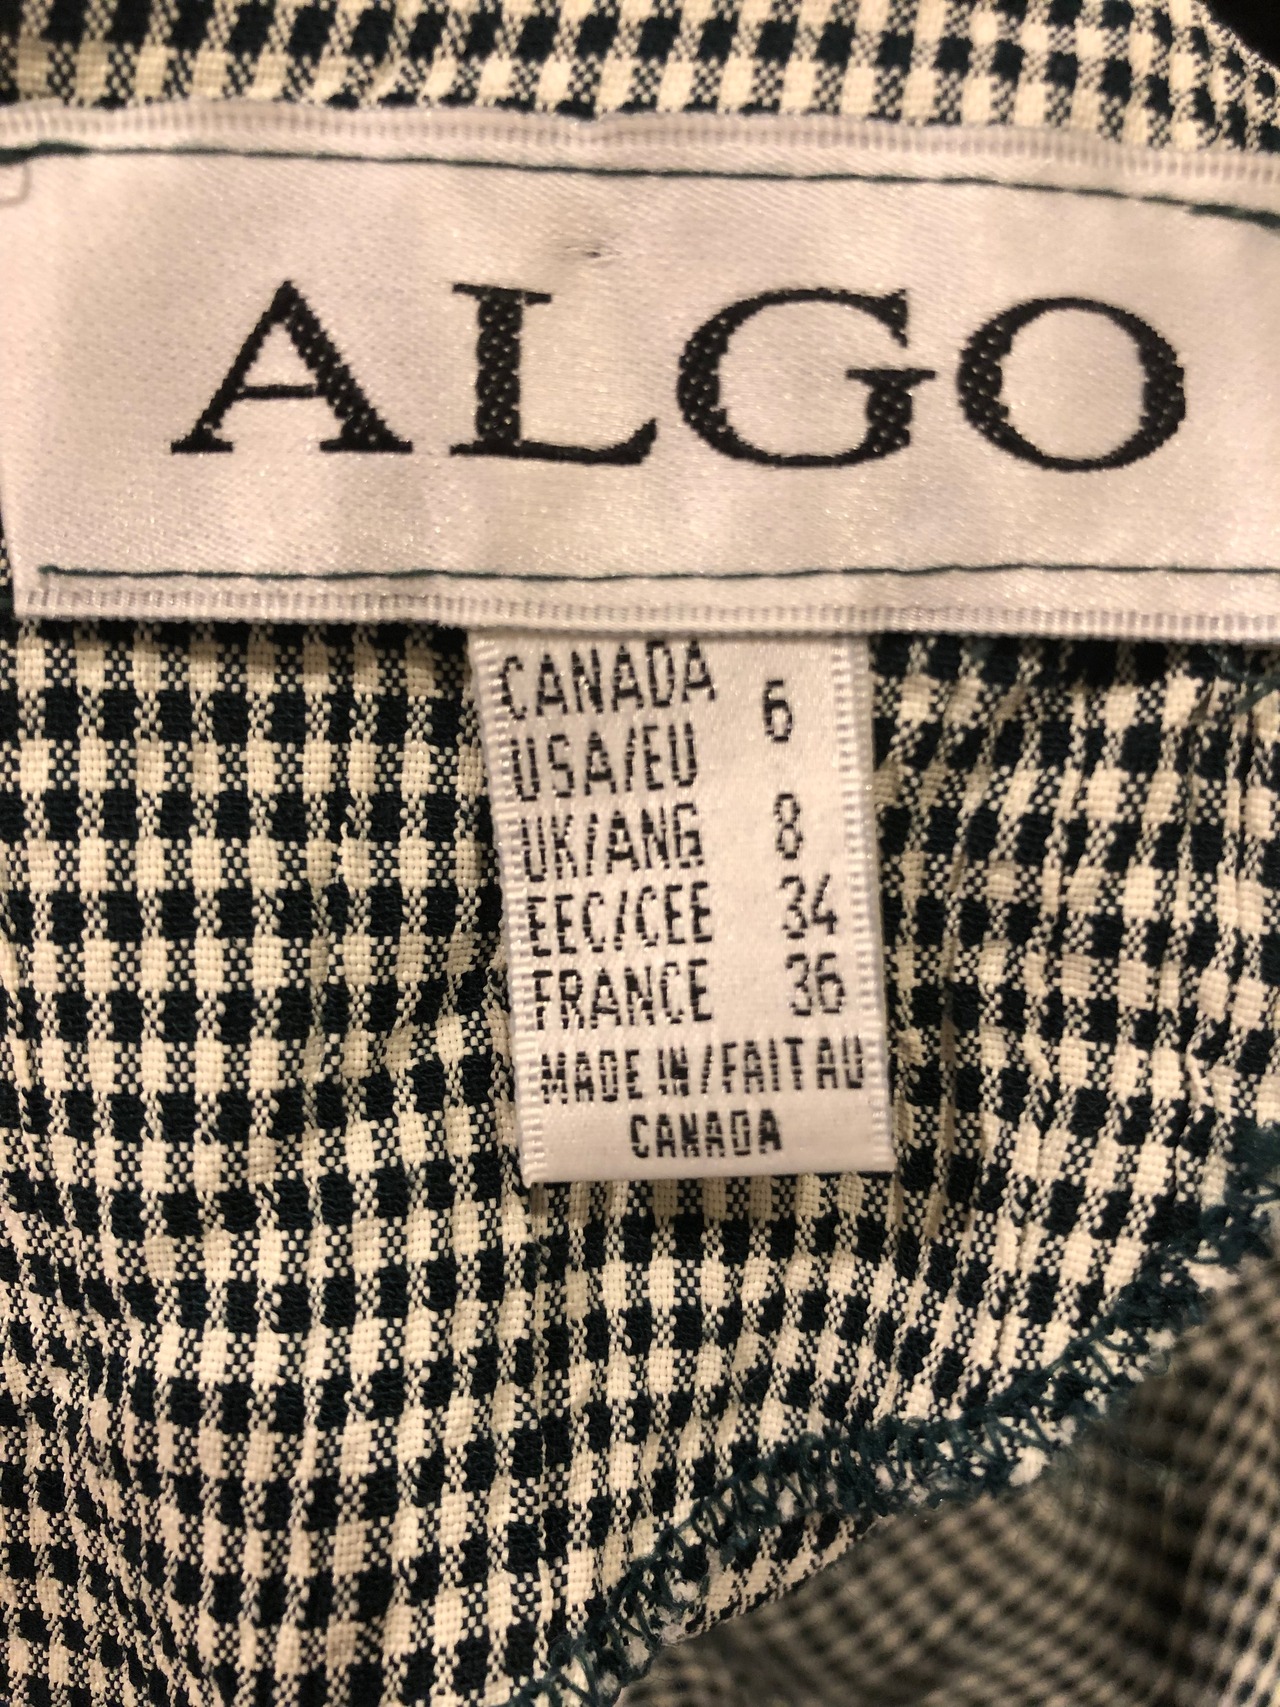 ALGO
CANADA 6
USA/EU
UK/ANG 8
EEC/CEE 34
FRANCE 36
MADE IN/FAIT AU
CANADA